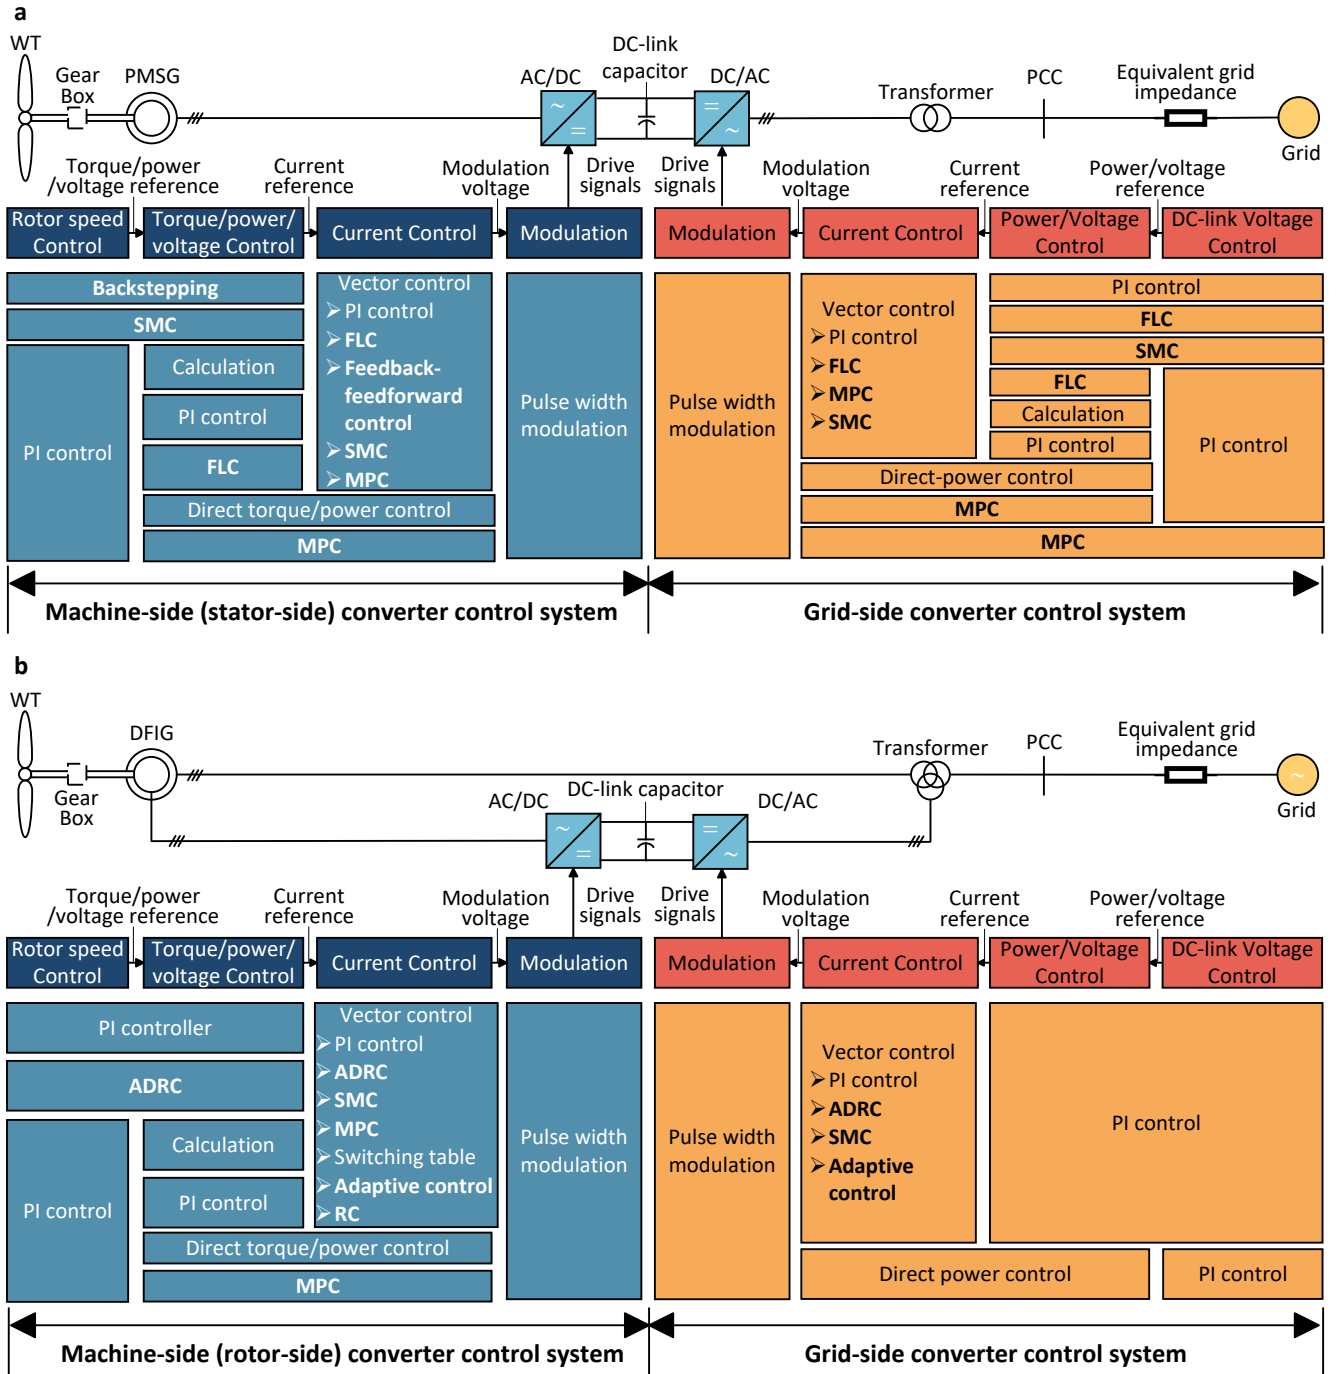 a
WT
Gear
Box
PMSG
AC/DC
DC-link
capacitor
DC/AC
Transformer
PCC
Equivalent grid
impedance
Grid
Torque/power
/voltage reference
Current
reference
Modulation
voltage
Drive
signals
Drive
signals
Modulation
voltage
Current
reference
Power/voltage
reference
Rotor speed
Control
Torque/power/
voltage Control
Current Control
Modulation
Modulation
Current Control
Power/Voltage
Control
DC-link Voltage
Control
Backstepping
SMC
PI control
Calculation
PI control
FLC
Vector control
➢PI control
➢FLC
➢Feedback-
feedforward
control
➢SMC
➢MPC
Direct torque/power control
MPC
Pulse width
modulation
Pulse width
modulation
Vector control
➢PI control
➢FLC
➢MPC
➢SMC
PI control
FLC
SMC
FLC
Calculation
PI control
PI control
Direct-power control
MPC
MPC
Machine-side (stator-side) converter control system
Grid-side converter control system
b
WT
Gear
Box
DFIG
AC/DC
DC-link capacitor
DC/AC
Transformer
PCC
Equivalent grid
impedance
Grid
Torque/power
/voltage reference
Current
reference
Modulation
voltage
Drive
signals
Drive
signals
Modulation
voltage
Current
reference
Power/voltage
reference
Rotor speed
Control
Torque/power/
voltage Control
Current Control
Modulation
Modulation
Current Control
Power/Voltage
Control
DC-link Voltage
Control
PI controller
ADRC
PI control
Calculation
PI control
Vector control
➢PI control
➢ADRC
➢SMC
➢MPC
➢Switching table
➢Adaptive control
➢RC
Direct torque/power control
MPC
Pulse width
modulation
Pulse width
modulation
Vector control
➢PI control
➢ADRC
➢SMC
➢Adaptive
control
PI control
Direct power control
PI control
Machine-side (rotor-side) converter control system
Grid-side converter control system